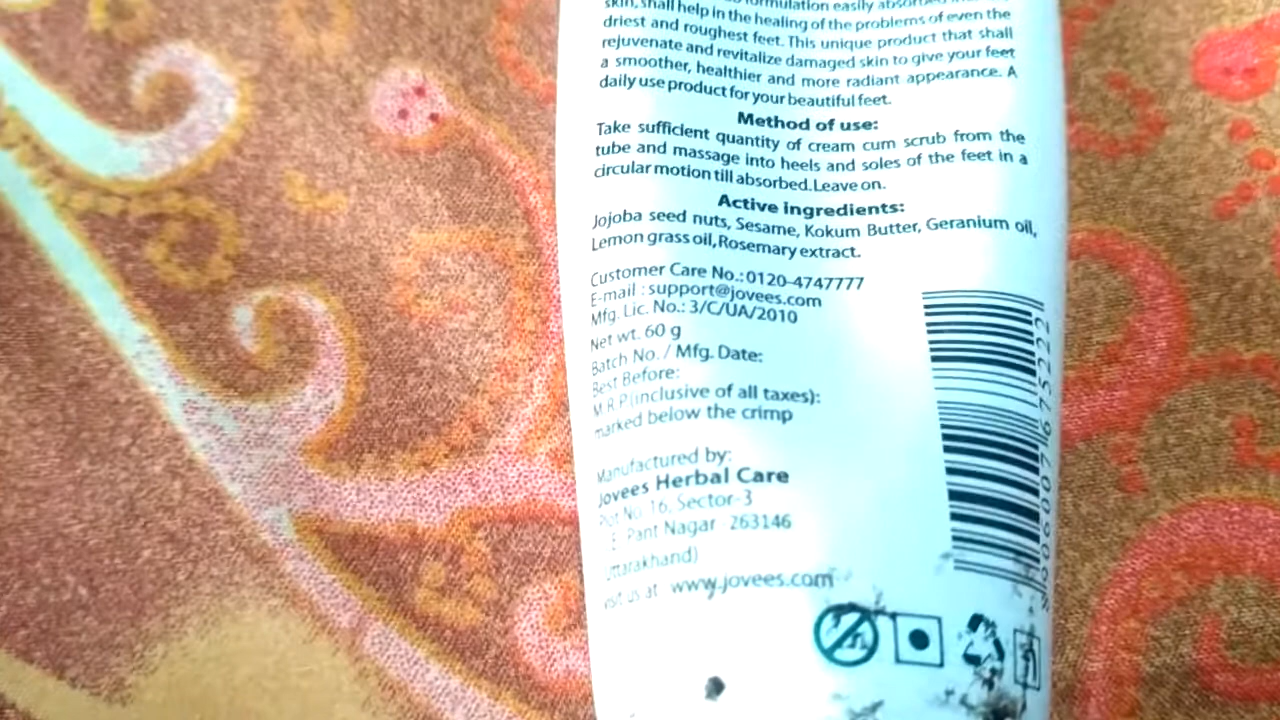 formulation easily absorbed
skin, shall help in the healing of the problems of even the
driest and roughest feet. This unique product that shall
rejuvenate and revitalize damaged skin to give your feet
a smoother, healthier and more radiant appearance. A
daily use product for your beautiful feet.
Method of use:
Take sufficient quantity of cream cum scrub from the
tube and massage into heels and soles of the feet in a
circular motion till absorbed. Leave on.
Active ingredients:
Jojoba seed nuts, Sesame, Kokum Butter, Geranium oil,
Lemon grass oil, Rosemary extract.
Customer Care No.: 0120-4747777
E-mail : support@jovees.com
Mfg. Lic. No.: 3/C/UA/2010
Net wt. 60 g
Batch No. / Mfg. Date:
Best Before:
M.R.P (inclusive of all taxes):
marked below the crimp
Manufactured by:
Jovees Herbal Care
Plot No. 16, Sector-3
Pant Nagar 263146
Uttarakhand)
visit us at www.jovees.com